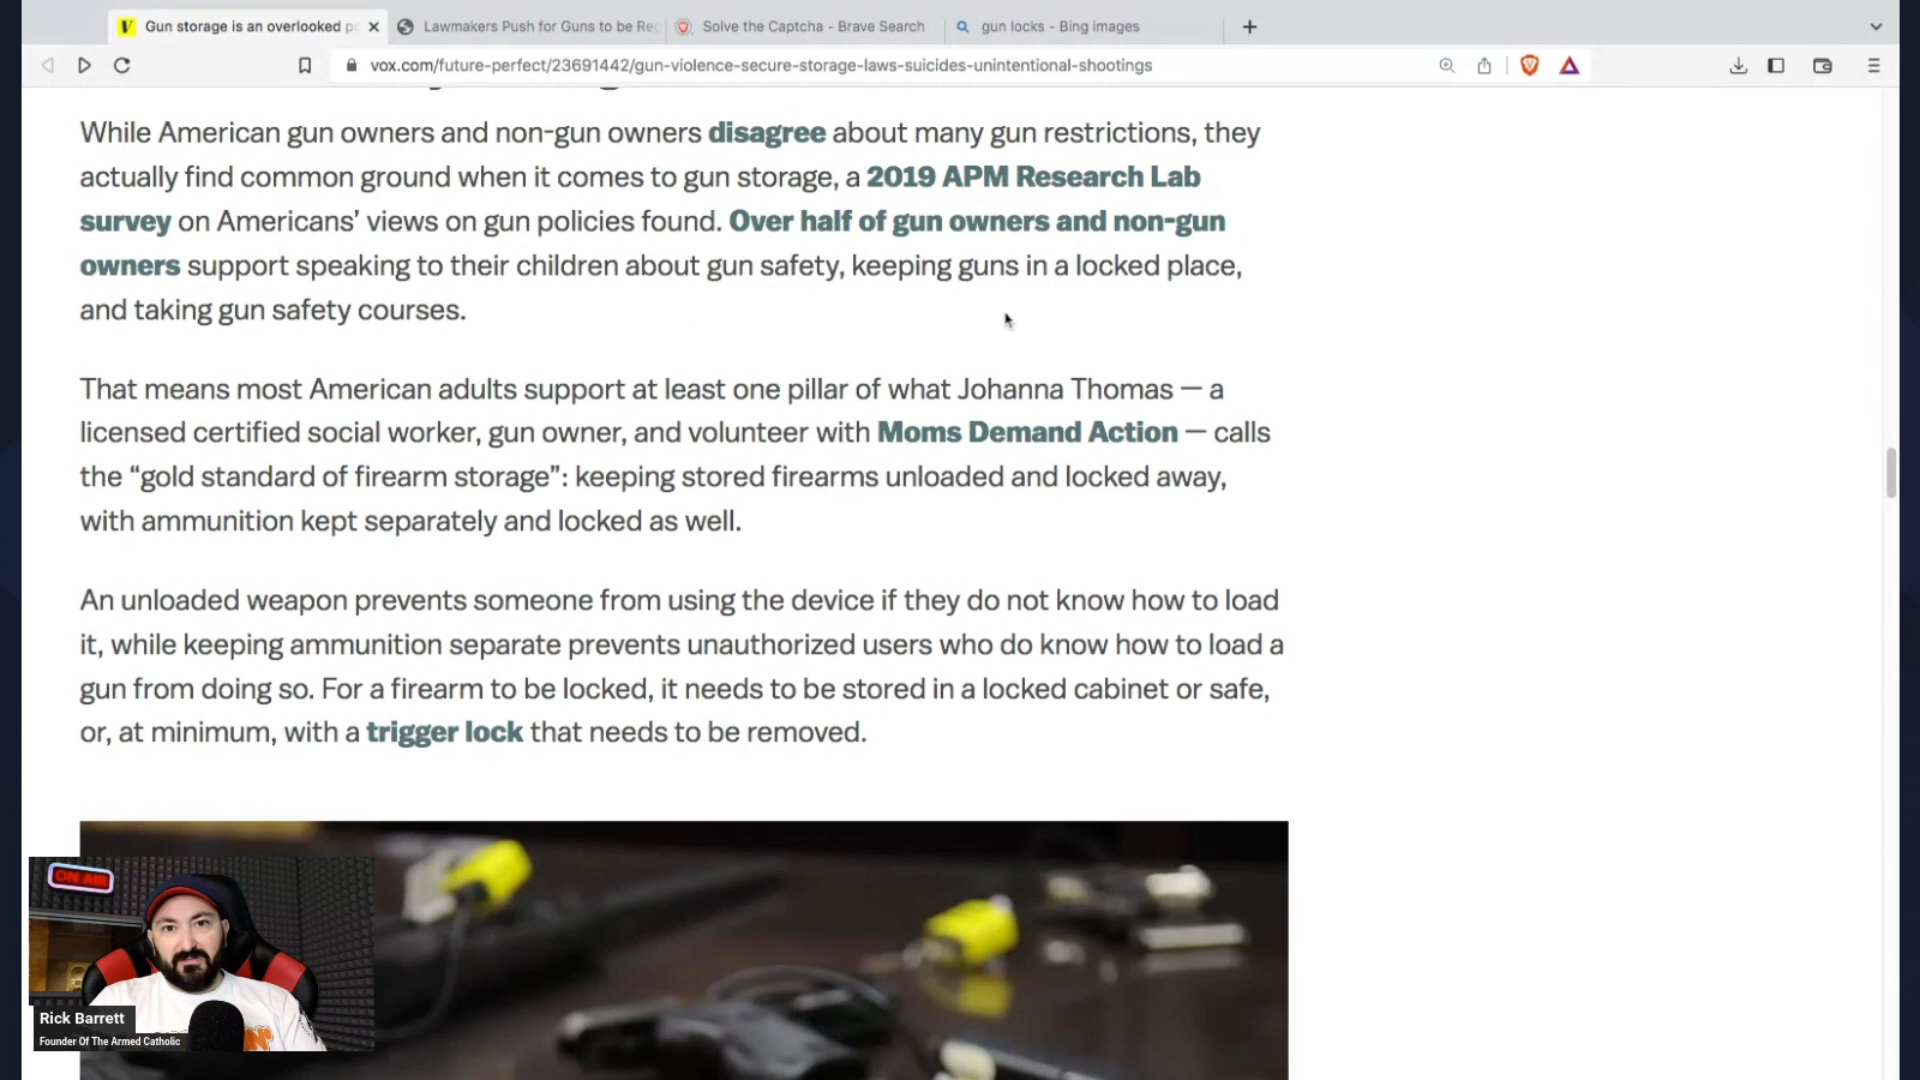 Gun storage is an overlooked p
Lawmakers Push for Guns to be Re
Solve the Captcha - Brave Search
gun locks - Bing images
vox.com/future-perfect/23691442/gun-violence-secure-storage-laws-suicides-unintentional-shootings
While American gun owners and non-gun owners disagree about many gun restrictions, they
actually find common ground when it comes to gun storage, a 2019 APM Research Lab
survey on Americans’ views on gun policies found. Over half of gun owners and non-gun
owners support speaking to their children about gun safety, keeping guns in a locked place,
and taking gun safety courses.
That means most American adults support at least one pillar of what Johanna Thomas — a
licensed certified social worker, gun owner, and volunteer with Moms Demand Action — calls
the “gold standard of firearm storage”: keeping stored firearms unloaded and locked away,
with ammunition kept separately and locked as well.
An unloaded weapon prevents someone from using the device if they do not know how to load
it, while keeping ammunition separate prevents unauthorized users who do know how to load a
gun from doing so. For a firearm to be locked, it needs to be stored in a locked cabinet or safe,
or, at minimum, with a trigger lock that needs to be removed.
ON AIR
Rick Barrett
Founder Of The Armed Catholic